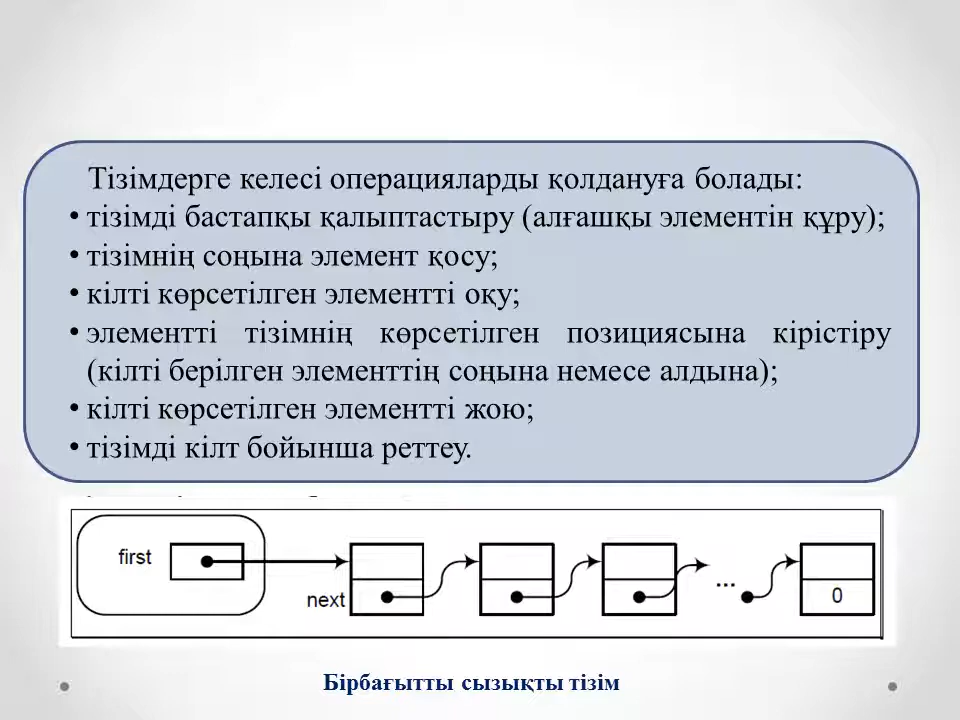 Тізімдерге келесі операцияларды қолдануға болады:
• тізімді бастапқы қалыптастыру (алғашқы элементін құру);
• тізімнің соңына элемент қосу;
• кілті көрсетілген элементті оқу;
• элементті тізімнің көрсетілген позициясына кірістіру
(кілті берілген элементтің соңына немесе алдына);
• кілті көрсетілген элементті жою;
• тізімді кілт бойынша реттеу.
first
next
...
0
Бірбағытты сызықты тізім